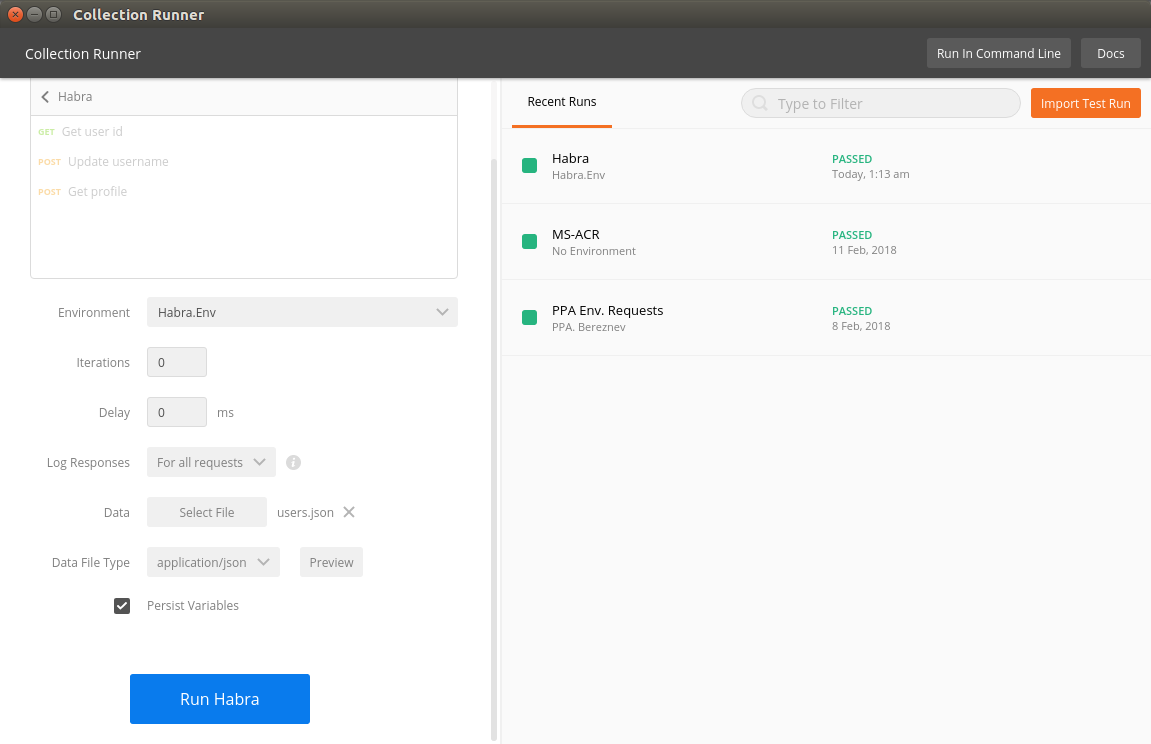 Collection Runner
Collection Runner
Run In Command Line
Docs
Habra
GET Get user id
POST Update username
POST Get profile
Environment Habra.Env
Iterations 0
Delay 0 ms
Log Responses For all requests
Data Select File users.json
Data File Type application/json Preview
Persist Variables
Run Habra
Recent Runs
Type to Filter
Import Test Run
Habra PASSED
Habra.Env Today, 1:13 am
MS-ACR PASSED
No Environment 11 Feb, 2018
PPA Env. Requests PASSED
PPA. Bereznev 8 Feb, 2018